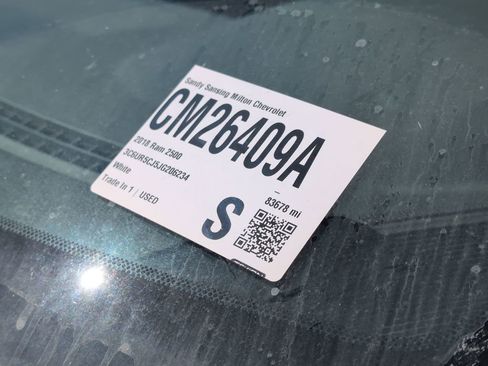 Sandy Sansing Milton Chevrolet
CM26409A
2018 Ram 2500
3C6UR5CJ5JG206234
White
Trade In 1 | USED
S
83678 mi